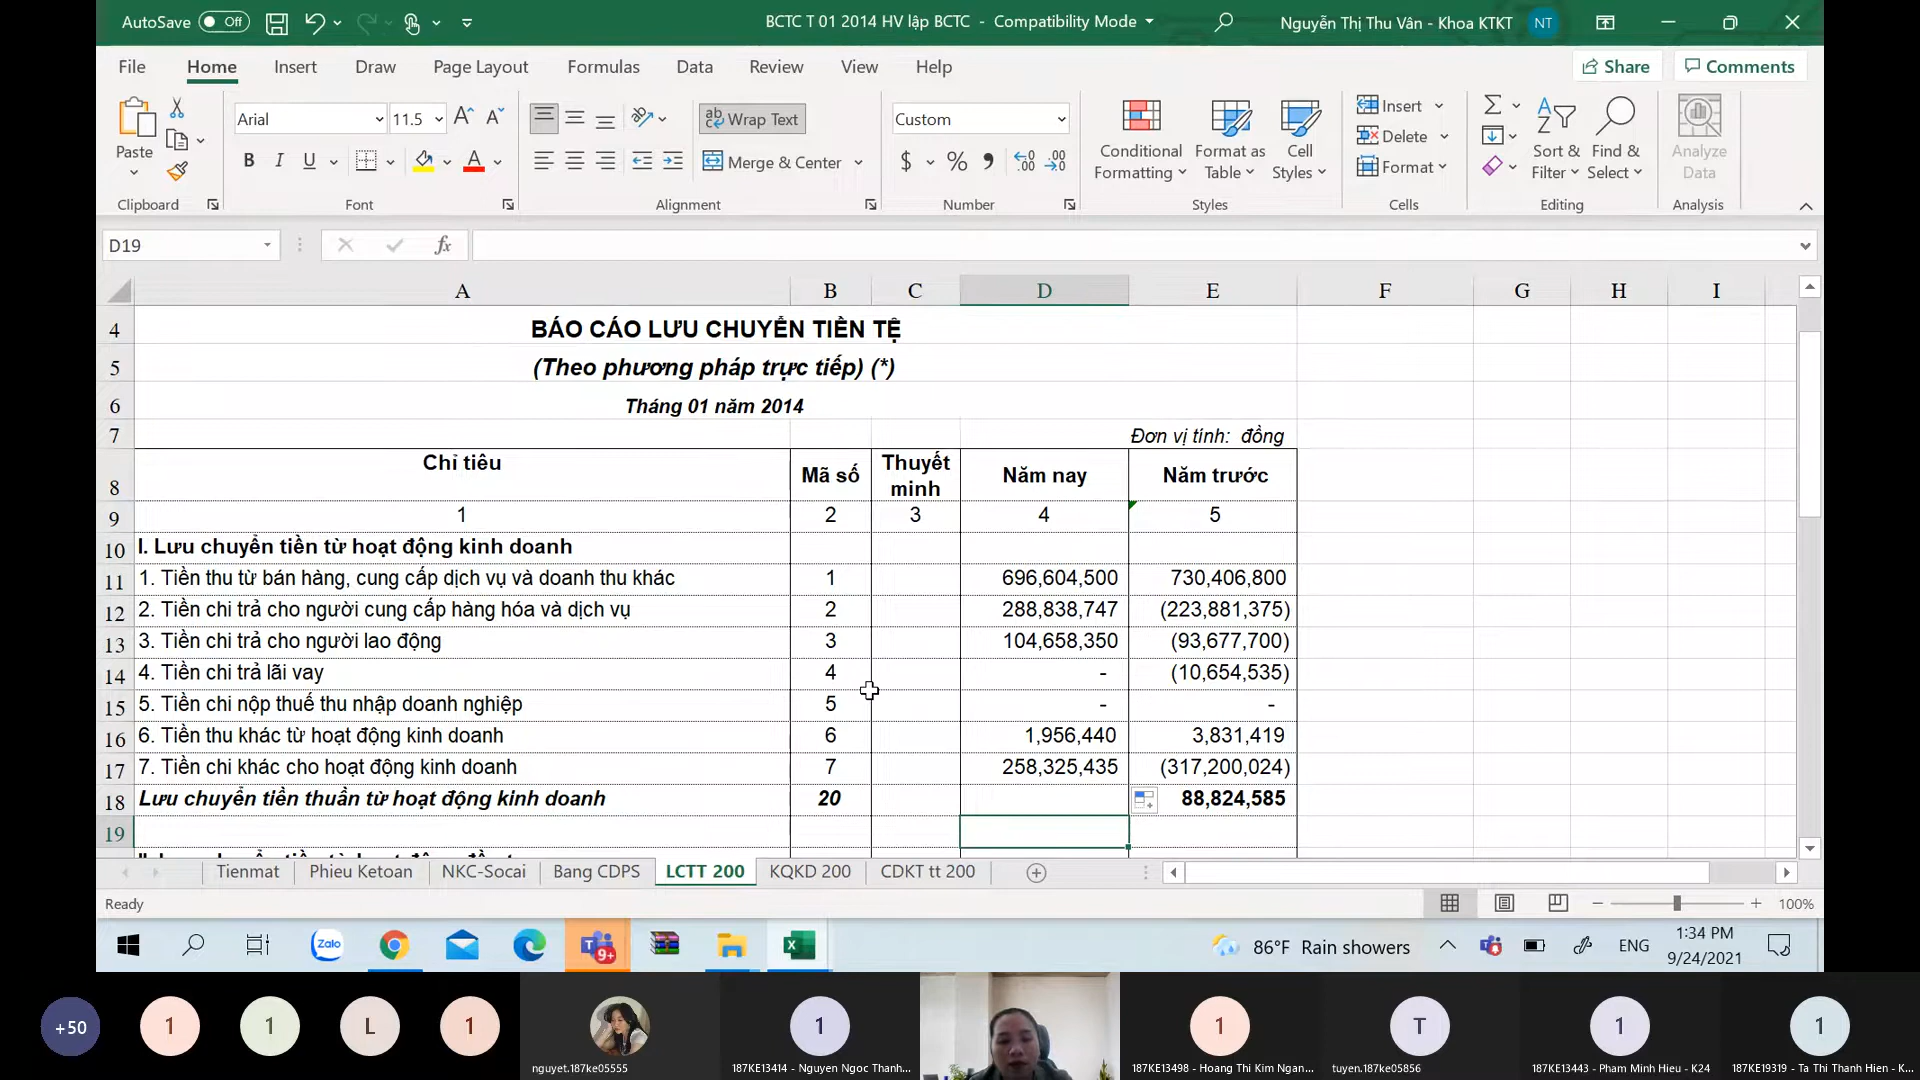 AutoSave Off BCTC T 01 2014 HV lập BCTC - Compatibility Mode Nguyễn Thị Thu Vân - Khoa KTKT NT
File Home Insert Draw Page Layout Formulas Data Review View Help Share Comments
Paste Arial 11.5 B I U A Wrap Text Merge & Center Custom $ % Conditional Formatting Format as Table Cell Styles Insert Delete Format Sort & Filter Find & Select Analyze Data
Clipboard Font Alignment Number Styles Cells Editing Analysis
D19 fx
A B C D E F G H I
4 BÁO CÁO LƯU CHUYỂN TIỀN TỆ
5 (Theo phương pháp trực tiếp) (*)
6 Tháng 01 năm 2014
7 Đơn vị tính: đồng
8 Chỉ tiêu Mã số Thuyết minh Năm nay Năm trước
9 1 2 3 4 5
10 I. Lưu chuyển tiền từ hoạt động kinh doanh
11 1. Tiền thu từ bán hàng, cung cấp dịch vụ và doanh thu khác 1 696,604,500 730,406,800
12 2. Tiền chi trả cho người cung cấp hàng hóa và dịch vụ 2 288,838,747 (223,881,375)
13 3. Tiền chi trả cho người lao động 3 104,658,350 (93,677,700)
14 4. Tiền chi trả lãi vay 4 - (10,654,535)
15 5. Tiền chi nộp thuế thu nhập doanh nghiệp 5 - -
16 6. Tiền thu khác từ hoạt động kinh doanh 6 1,956,440 3,831,419
17 7. Tiền chi khác cho hoạt động kinh doanh 7 258,325,435 (317,200,024)
18 Lưu chuyển tiền thuần từ hoạt động kinh doanh 20 88,824,585
19
Tienmat Phieu Ketoan NKC-Socai Bang CDPS LCTT 200 KQKD 200 CDKT tt 200
Ready 100%
Zalo 9+ 86°F Rain showers ENG 1:34 PM
9/24/2021
+50 1 1 L 1 1 1 T 1 1
nguyet.187ke05555 187KE13414 - Nguyen Ngoc Thanh... 187KE13498 - Hoang Thi Kim Ngan... tuyen.187ke05856 187KE13443 - Pham Minh Hieu - K24 187KE19319 - Ta Thi Thanh Hien - K...